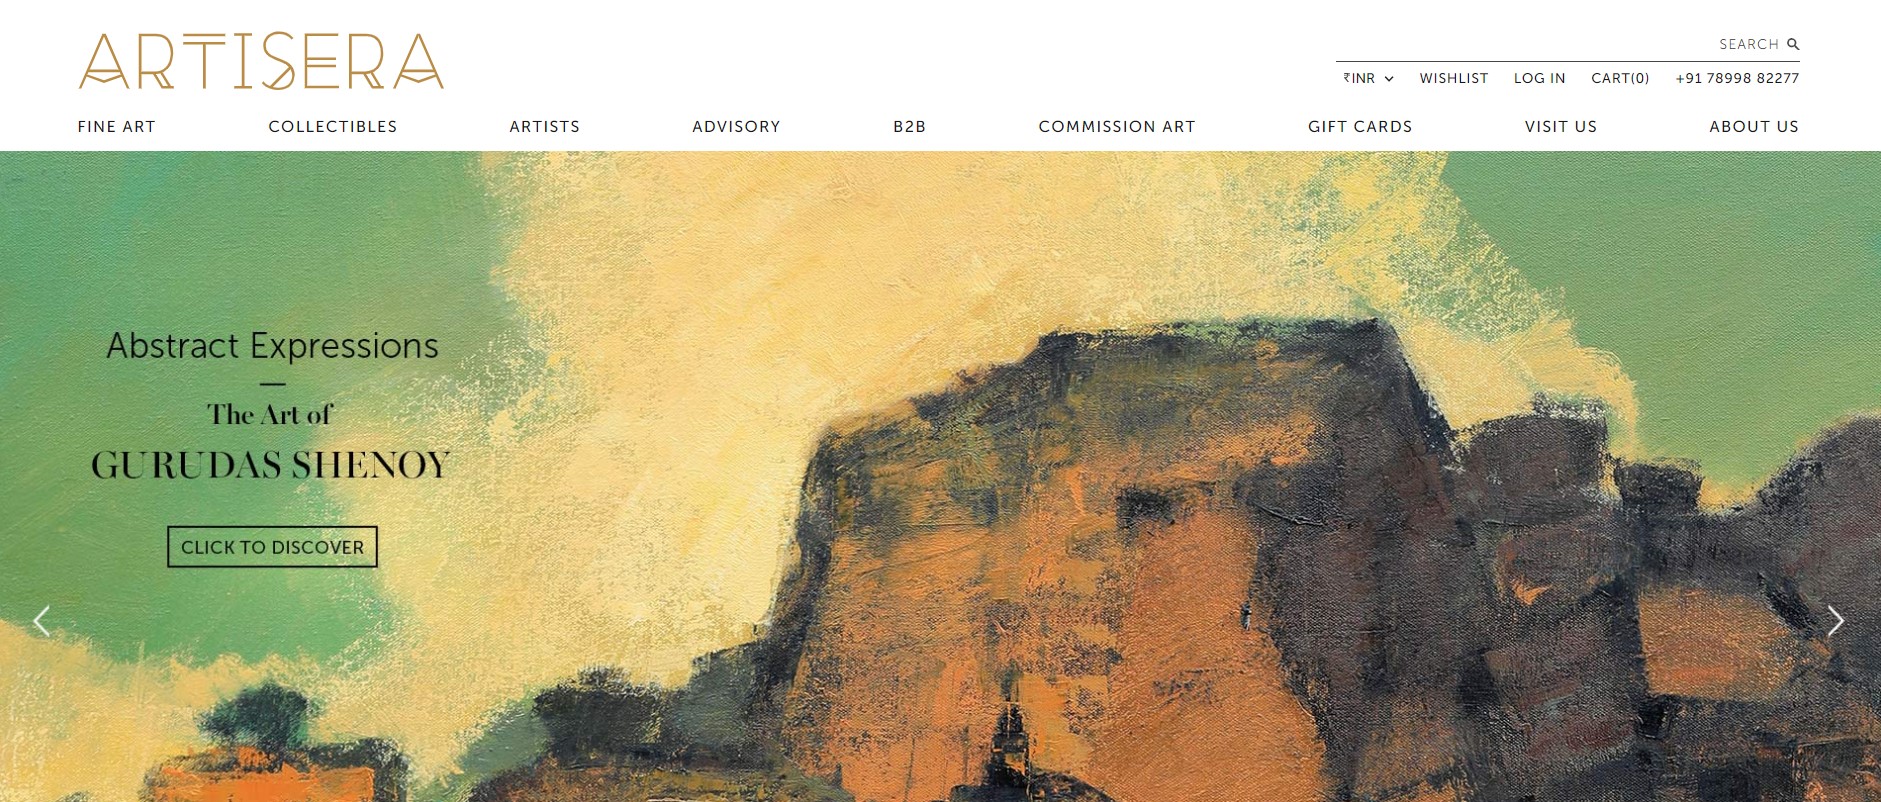 ARTISERA
SEARCH
₹INR WISHLIST LOG IN CART(0) +91 78998 82277
FINE ART COLLECTIBLES ARTISTS ADVISORY B2B COMMISSION ART GIFT CARDS VISIT US ABOUT US
Abstract Expressions
The Art of
GURUDAS SHENOY
CLICK TO DISCOVER